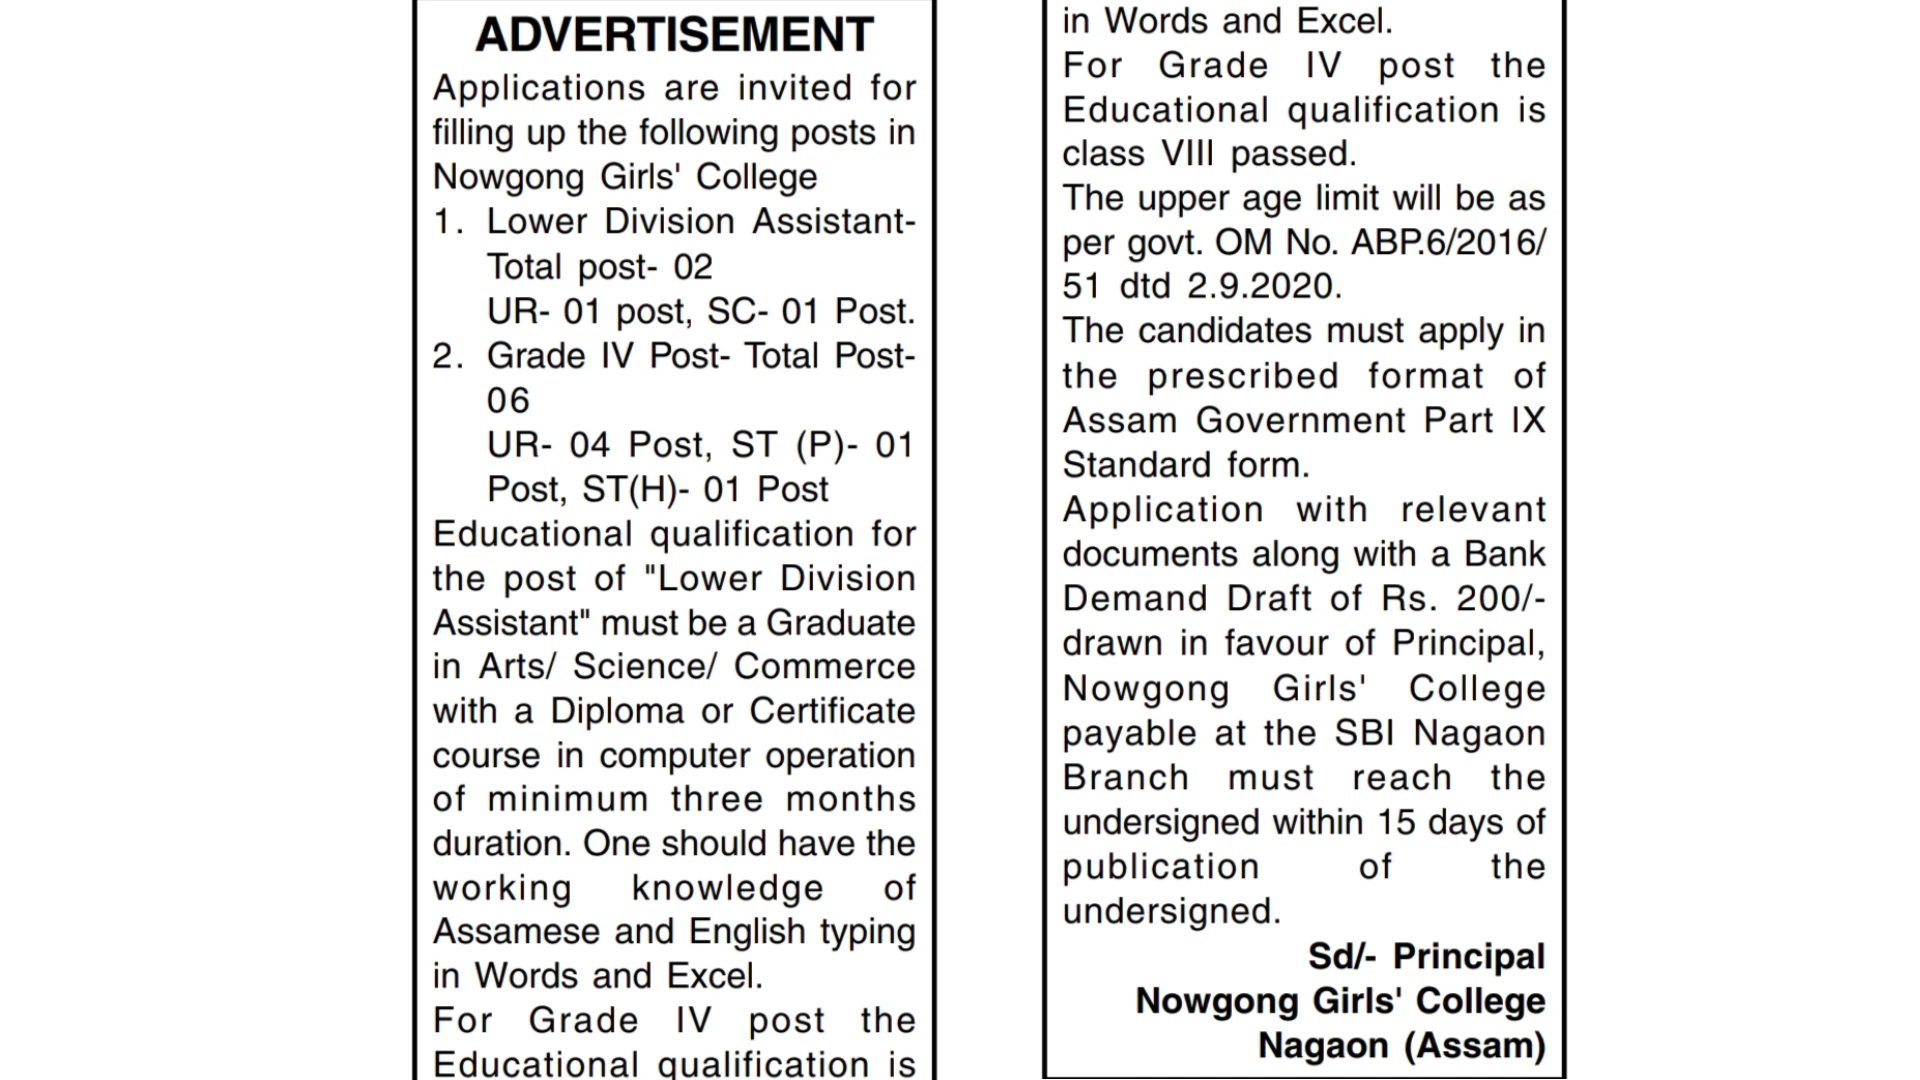 ADVERTISEMENT
Applications are invited for
filling up the following posts in
Nowgong Girls' College
1. Lower Division Assistant-
Total post- 02
UR- 01 post, SC- 01 Post.
2. Grade IV Post- Total Post-
06
UR- 04 Post, ST (P)- 01
Post, ST(H)- 01 Post
Educational qualification for
the post of "Lower Division
Assistant" must be a Graduate
in Arts/ Science/ Commerce
with a Diploma or Certificate
course in computer operation
of minimum three months
duration. One should have the
working knowledge of
Assamese and English typing
in Words and Excel.
For Grade IV post the
Educational qualification is
in Words and Excel.
For Grade IV post the
Educational qualification is
class VIII passed.
The upper age limit will be as
per govt. OM No. ABP.6/2016/
51 dtd 2.9.2020.
The candidates must apply in
the prescribed format of
Assam Government Part IX
Standard form.
Application with relevant
documents along with a Bank
Demand Draft of Rs. 200/-
drawn in favour of Principal,
Nowgong Girls' College
payable at the SBI Nagaon
Branch must reach the
undersigned within 15 days of
publication of the
undersigned.
Sd/- Principal
Nowgong Girls' College
Nagaon (Assam)